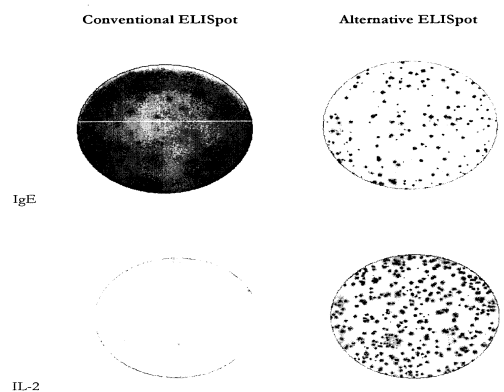 Conventional ELISpot
Alternative ELISpot
IgE
IL-2